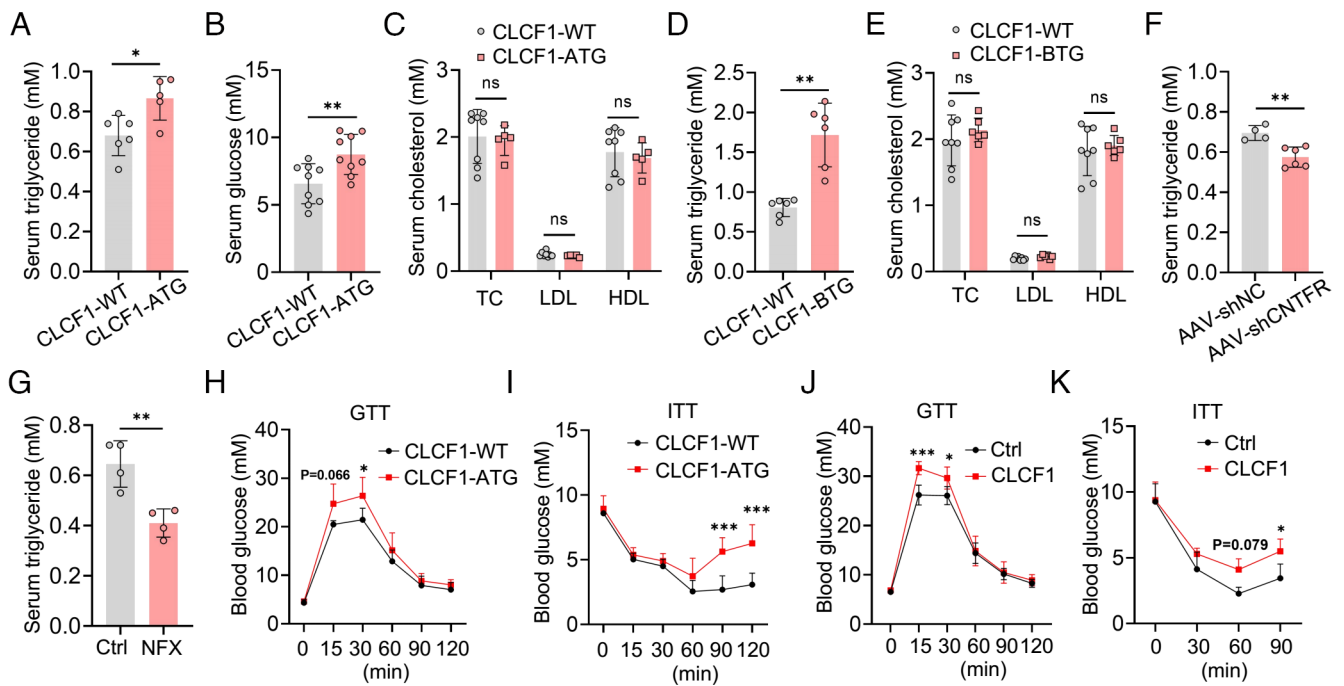 A
Serum triglyceride (mM)
1.0
0.8
0.6
0.4
0.2
0.0
*
CLCF1-WT
CLCF1-ATG
B
Serum glucose (mM)
15
10
5
0
**
CLCF1-WT
CLCF1-ATG
C
CLCF1-WT
CLCF1-ATG
Serum cholesterol (mM)
3
2
1
0
ns
ns
ns
TC
LDL
HDL
D
Serum triglyceride (mM)
2.5
2.0
1.5
1.0
0.5
0.0
**
CLCF1-WT
CLCF1-BTG
E
CLCF1-WT
CLCF1-BTG
Serum cholesterol (mM)
3
2
1
0
ns
ns
ns
TC
LDL
HDL
F
Serum triglyceride (mM)
1.0
0.8
0.6
0.4
0.2
0.0
**
AAV-shNC
AAV-shCNTFR
G
Serum triglyceride (mM)
0.8
0.6
0.4
0.2
0.0
**
Ctrl
NFX
H
GTT
Blood glucose (mM)
40
30
20
10
0
CLCF1-WT
CLCF1-ATG
P=0.066
*
0 15 30 60 90 120
(min)
I
ITT
Blood glucose (mM)
15
10
5
0
CLCF1-WT
CLCF1-ATG
***
***
0 15 30 60 90 120
(min)
J
GTT
Blood glucose (mM)
40
30
20
10
0
Ctrl
CLCF1
***
*
0 15 30 60 90 120
(min)
K
ITT
Blood glucose (mM)
15
10
5
0
Ctrl
CLCF1
P=0.079
*
0 30 60 90
(min)